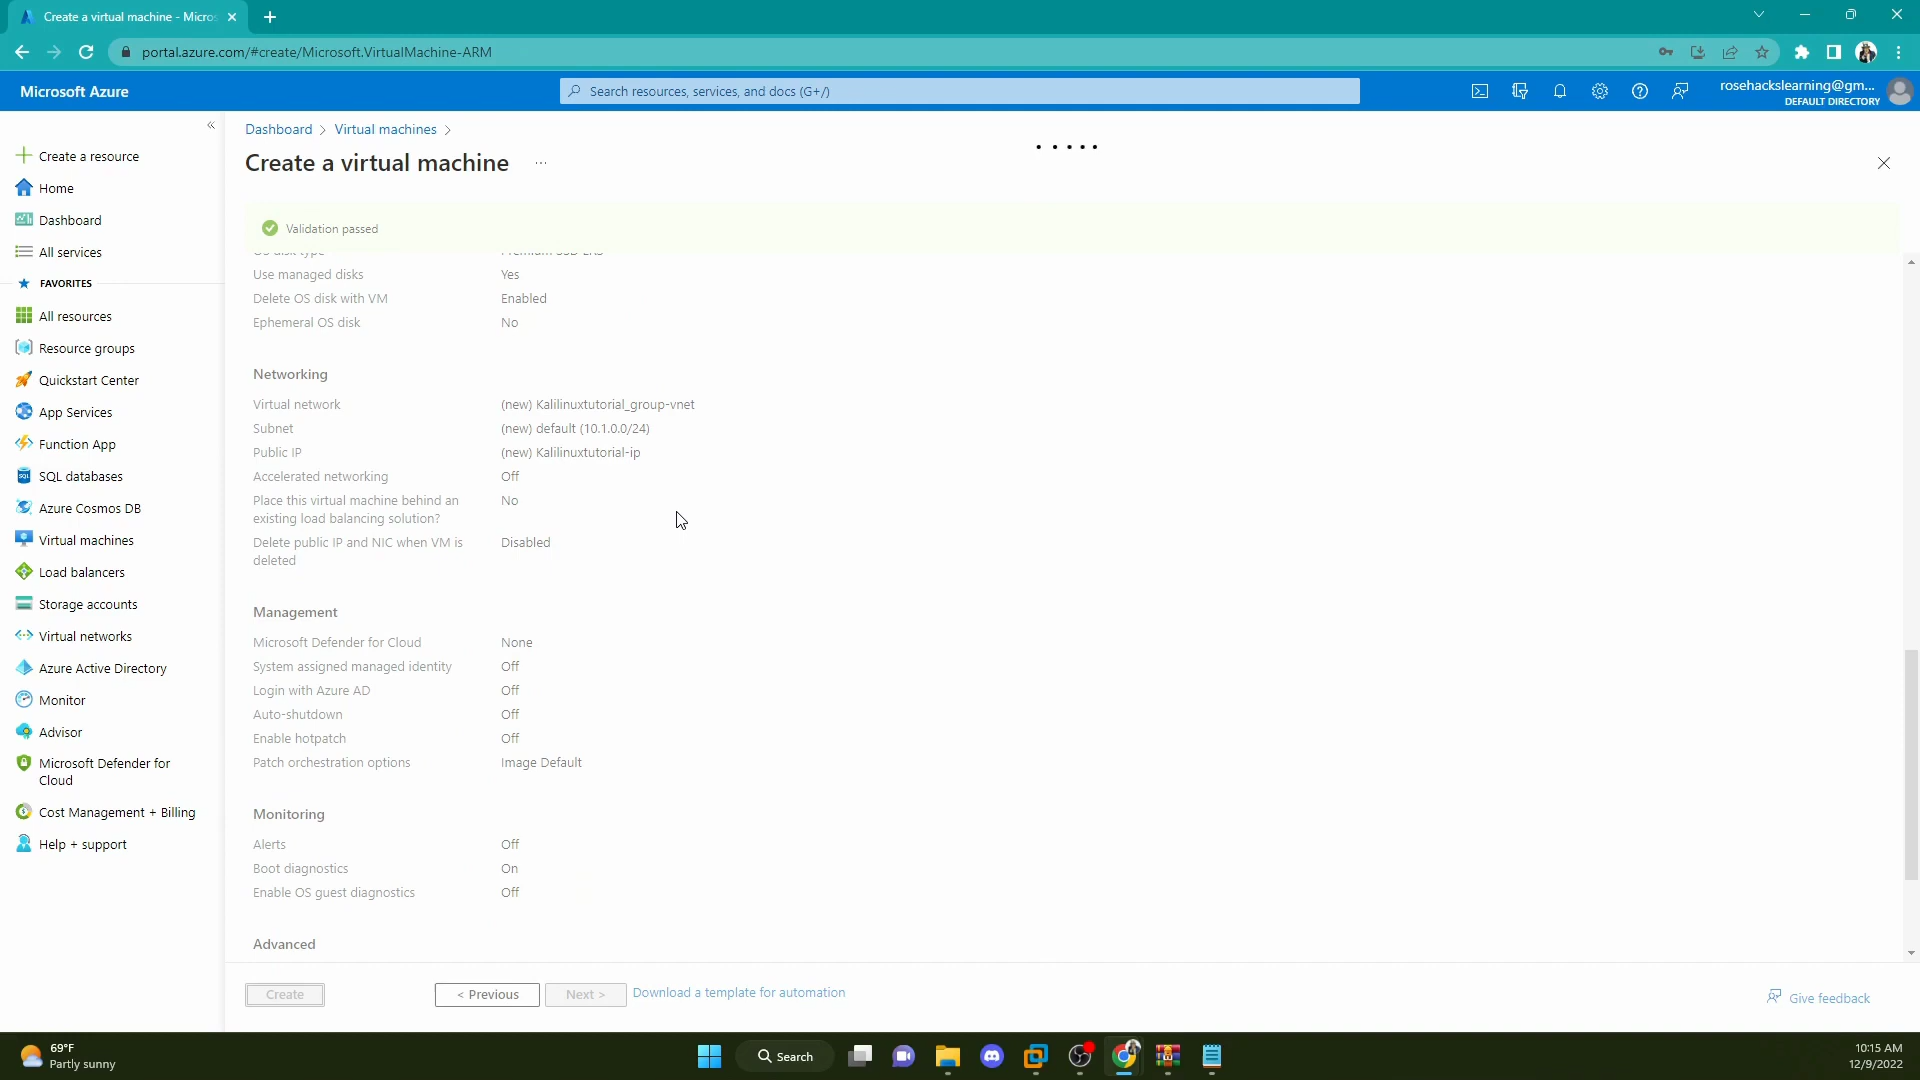 Create a virtual machine - Micros
portal.azure.com/#create/Microsoft.VirtualMachine-ARM
Microsoft Azure
Search resources, services, and docs (G+/)
rosehackslearning@gm...
DEFAULT DIRECTORY
Dashboard > Virtual machines >
Create a virtual machine ...
Create a resource
Home
Dashboard
All services
FAVORITES
All resources
Resource groups
Quickstart Center
App Services
Function App
SQL databases
Azure Cosmos DB
Virtual machines
Load balancers
Storage accounts
Virtual networks
Azure Active Directory
Monitor
Advisor
Microsoft Defender for
Cloud
Cost Management + Billing
Help + support
Validation passed
OS disk type Premium SSD LRS
Use managed disks Yes
Delete OS disk with VM Enabled
Ephemeral OS disk No
Networking
Virtual network (new) Kalilinuxtutorial_group-vnet
Subnet (new) default (10.1.0.0/24)
Public IP (new) Kalilinuxtutorial-ip
Accelerated networking Off
Place this virtual machine behind an No
existing load balancing solution?
Delete public IP and NIC when VM is Disabled
deleted
Management
Microsoft Defender for Cloud None
System assigned managed identity Off
Login with Azure AD Off
Auto-shutdown Off
Enable hotpatch Off
Patch orchestration options Image Default
Monitoring
Alerts Off
Boot diagnostics On
Enable OS guest diagnostics Off
Advanced
Create
< Previous
Next >
Download a template for automation
Give feedback
69°F
Partly sunny
Search
10:15 AM
12/9/2022